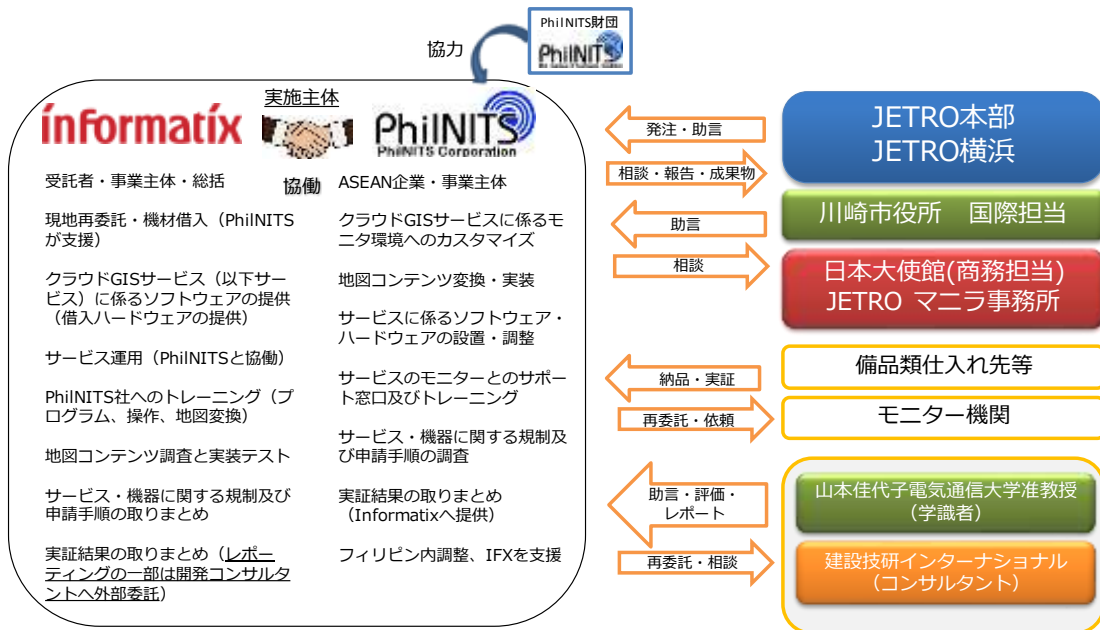 PhilNITS財団
PhilNITS
協力
実施主体
informatix
PhilNITS
PhilNITS Corporation
協働
受託者・事業主体・総括
現地再委託・機材借入（PhilNITS
が支援）
クラウドGISサービス（以下サー
ビス）に係るソフトウェアの提供
（借入ハードウェアの提供）
サービス運用（PhilNITSと協働）
PhilNITS社へのトレーニング（プ
ログラム、操作、地図変換）
地図コンテンツ調査と実装テスト
サービス・機器に関する規制及び
申請手順の取りまとめ
実証結果の取りまとめ（レポー
ティングの一部は開発コンサルタ
ントへ外部委託）
ASEAN企業・事業主体
クラウドGISサービスに係るモ
ニタ環境へのカスタマイズ
地図コンテンツ変換・実装
サービスに係るソフトウェア・
ハードウェアの設置・調整
サービスのモニターとのサポー
ト窓口及びトレーニング
サービス・機器に関する規制及
び申請手順の調査
実証結果の取りまとめ
（Informatixへ提供）
フィリピン内調整、IFXを支援
発注・助言
相談・報告・成果物
助言
相談
納品・実証
再委託・依頼
助言・評価・
レポート
再委託・相談
JETRO本部
JETRO横浜
川崎市役所　国際担当
日本大使館(商務担当)
JETRO マニラ事務所
備品類仕入れ先等
モニター機関
山本佳代子電気通信大学准教授
（学識者）
建設技研インターナショナル
（コンサルタント）